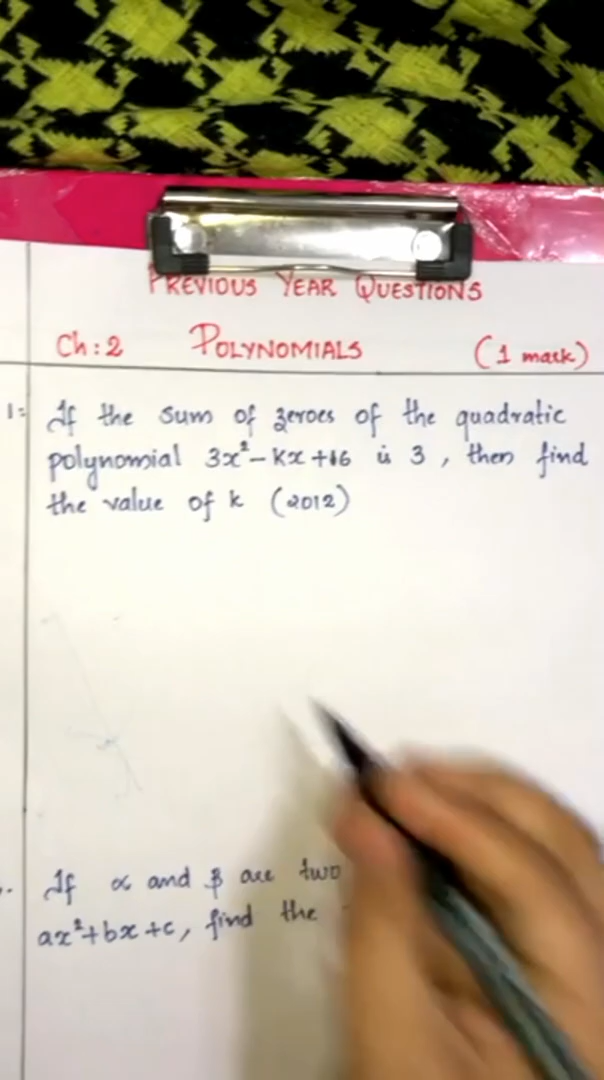 PREVIOUS YEAR QUESTIONS
Ch:2 POLYNOMIALS (1 mark)
1: If the sum of zeroes of the quadratic
polynomial 3x²-kx+16 is 3, then find
the value of k (2012)
If α and β are two
ax²+bx+c, find the